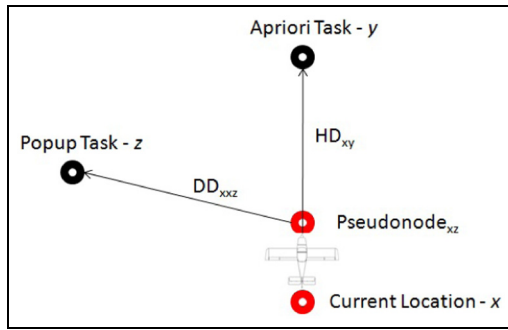 Apriori Task - y
Popup Task - z
HDxy
DDxxz
Pseudonodexz
Current Location - x